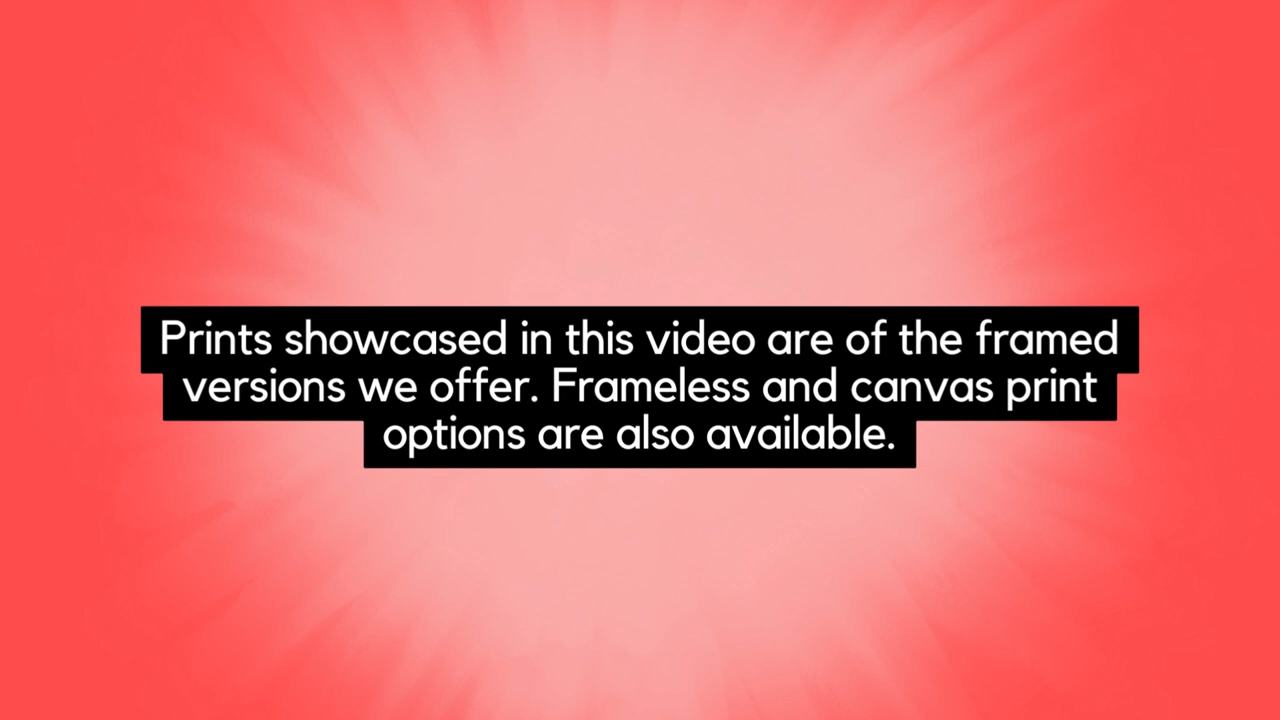 Prints showcased in this video are of the framed
versions we offer. Frameless and canvas print
options are also available.